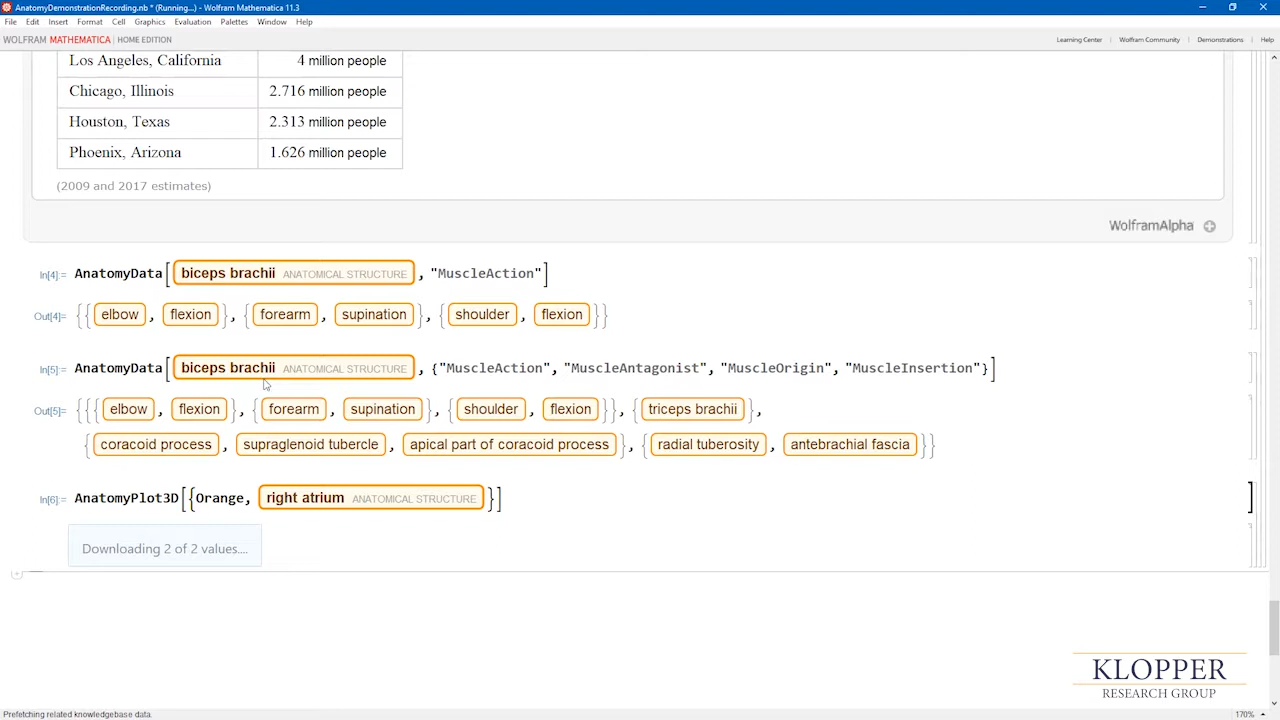 AnatomyDemonstrationRecording.nb * (Running...) - Wolfram Mathematica 11.3
File Edit Insert Format Cell Graphics Evaluation Palettes Window Help
WOLFRAM MATHEMATICA | HOME EDITION Learning Center | Wolfram Community | Demonstrations | Help
Los Angeles, California 4 million people
Chicago, Illinois 2.716 million people
Houston, Texas 2.313 million people
Phoenix, Arizona 1.626 million people
(2009 and 2017 estimates)
WolframAlpha
In[4]:= AnatomyData[biceps brachii ANATOMICAL STRUCTURE, "MuscleAction"]
Out[4]= {{elbow, flexion}, {forearm, supination}, {shoulder, flexion}}
In[5]:= AnatomyData[biceps brachii ANATOMICAL STRUCTURE, {"MuscleAction", "MuscleAntagonist", "MuscleOrigin", "MuscleInsertion"}]
Out[5]= {{{elbow, flexion}, {forearm, supination}, {shoulder, flexion}}, {triceps brachii},
{coracoid process, supraglenoid tubercle, apical part of coracoid process}, {radial tuberosity, antebrachial fascia}}
In[6]:= AnatomyPlot3D[{Orange, right atrium ANATOMICAL STRUCTURE}]
Downloading 2 of 2 values....
KLOPPER
RESEARCH GROUP
Prefetching related knowledgebase data. 170%